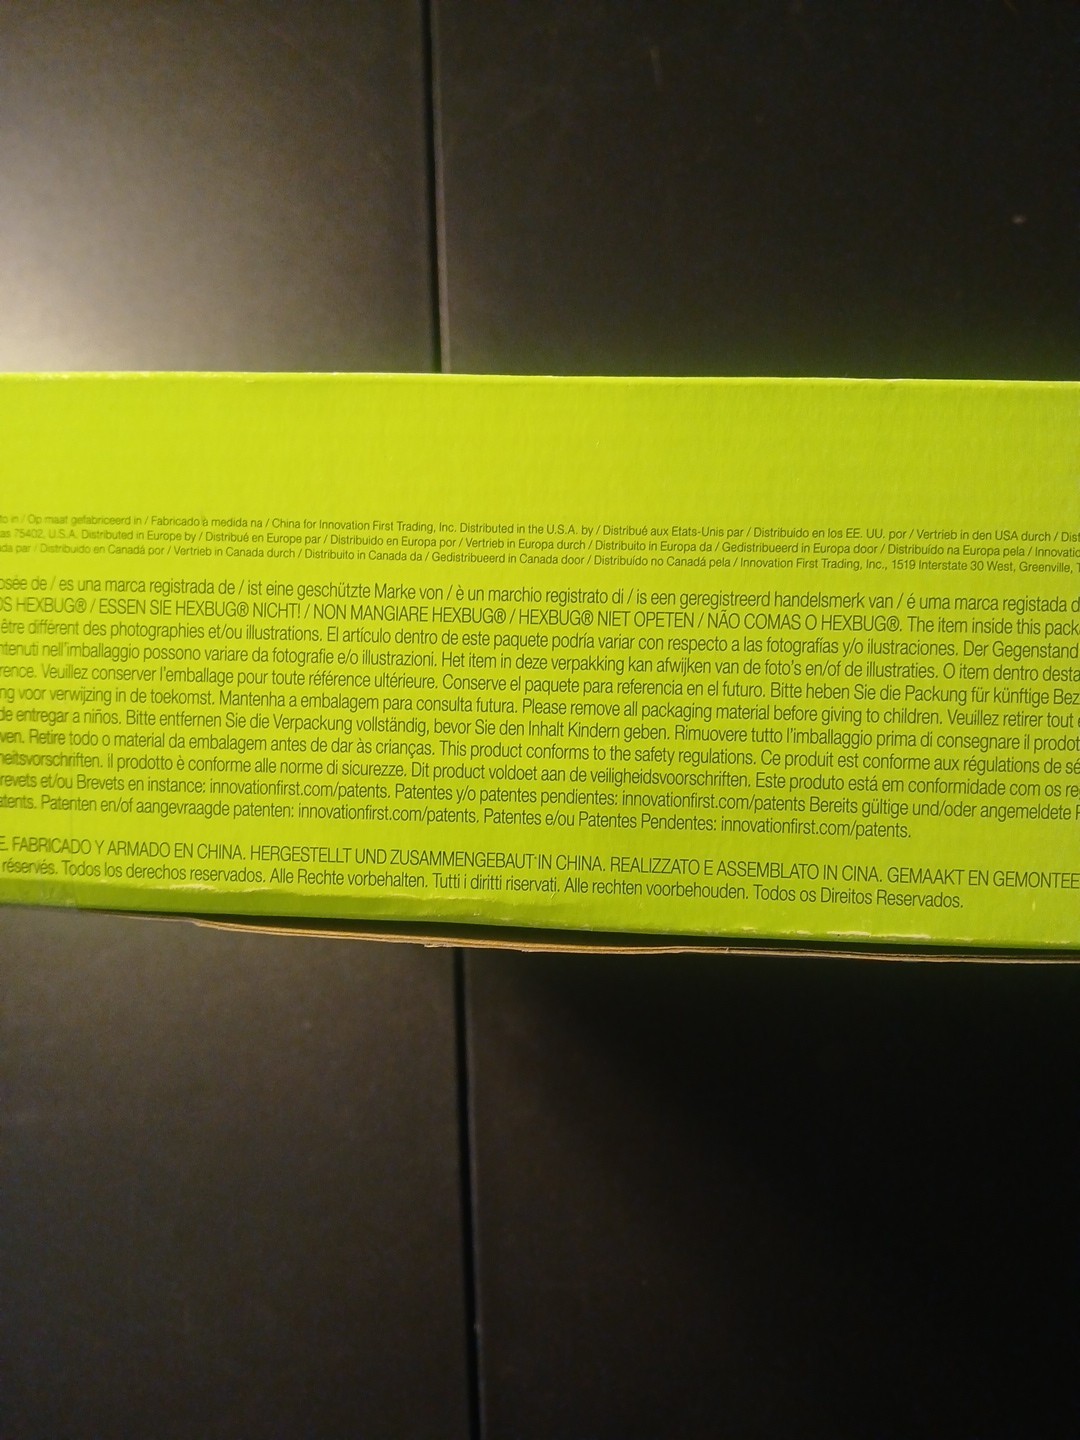 to in / Op maat gefabriceerd in / Fabricado à medida na / China for Innovation First Trading, Inc. Distributed in the U.S.A. by / Distribué aux Etats-Unis par / Distribuido en los EE. UU. por / Vertrieb in den USA durch / Dist
as 75402, U.S.A. Distributed in Europe by / Distribué en Europe par / Distribuido en Europa por / Vertrieb in Europa durch / Distribuito in Europa da / Gedistribueerd in Europa door / Distribuído na Europa pela / Innovatio
da par / Distribuido en Canadá por / Vertrieb in Canada durch / Distribuito in Canada da / Gedistribueerd in Canada door / Distribuído no Canadá pela / Innovation First Trading, Inc., 1519 Interstate 30 West, Greenville, T
osée de / es una marca registrada de / ist eine geschützte Marke von / è un marchio registrato di / is een geregistreerd handelsmerk van / é uma marca registada d
OS HEXBUG® / ESSEN SIE HEXBUG® NICHT! / NON MANGIARE HEXBUG® / HEXBUG® NIET OPETEN / NÃO COMAS O HEXBUG®. The item inside this pack
être différent des photographies et/ou illustrations. El artículo dentro de este paquete podría variar con respecto a las fotografías y/o ilustraciones. Der Gegenstand
ntenuti nell'imballaggio possono variare da fotografie e/o illustrazioni. Het item in deze verpakking kan afwijken van de foto's en/of de illustraties. O item dentro desta
rence. Veuillez conserver l'emballage pour toute référence ultérieure. Conserve el paquete para referencia en el futuro. Bitte heben Sie die Packung für künftige Bez
ng voor verwijzing in de toekomst. Mantenha a embalagem para consulta futura. Please remove all packaging material before giving to children. Veuillez retirer tout
de entregar a niños. Bitte entfernen Sie die Verpackung vollständig, bevor Sie den Inhalt Kindern geben. Rimuovere tutto l'imballaggio prima di consegnare il prodot
ven. Retire todo o material da embalagem antes de dar às crianças. This product conforms to the safety regulations. Ce produit est conforme aux régulations de sé
heitsvorschriften. il prodotto è conforme alle norme di sicurezze. Dit product voldoet aan de veiligheidsvoorschriften. Este produto está em conformidade com os re
revets et/ou Brevets en instance: innovationfirst.com/patents. Patentes y/o patentes pendientes: innovationfirst.com/patents Bereits gültige und/oder angemeldete P
atents. Patenten en/of aangevraagde patenten: innovationfirst.com/patents. Patentes e/ou Patentes Pendentes: innovationfirst.com/patents.
E. FABRICADO Y ARMADO EN CHINA. HERGESTELLT UND ZUSAMMENGEBAUT IN CHINA. REALIZZATO E ASSEMBLATO IN CINA. GEMAAKT EN GEMONTEE
réservés. Todos los derechos reservados. Alle Rechte vorbehalten. Tutti i diritti riservati. Alle rechten voorbehouden. Todos os Direitos Reservados.